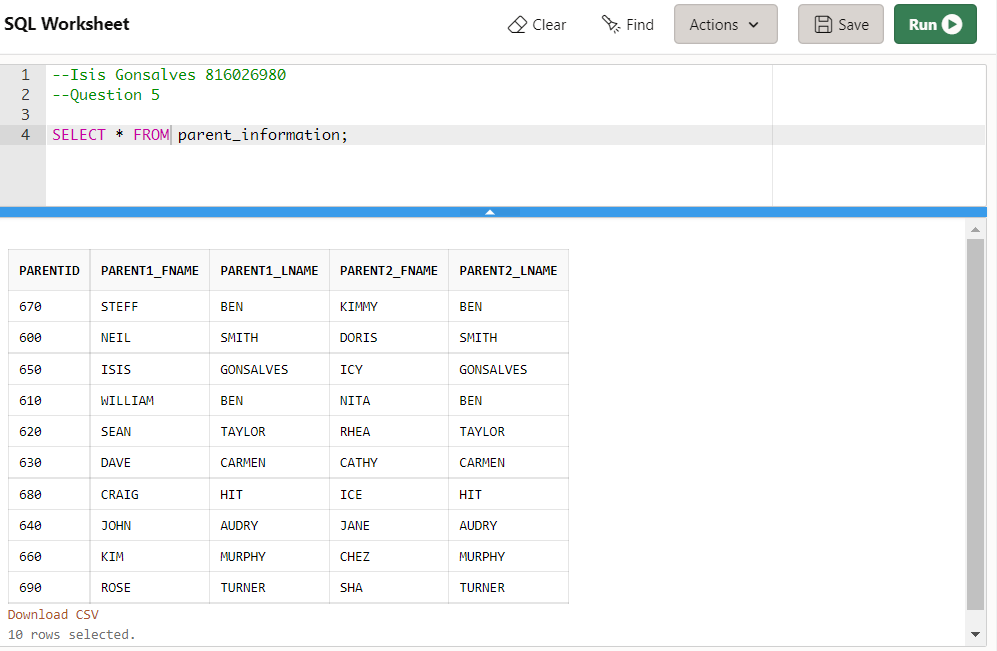 SQL Worksheet Clear Find Actions Save Run
1 --Isis Gonsalves 816026980
2 --Question 5
3
4 SELECT * FROM parent_information;
PARENTID PARENT1_FNAME PARENT1_LNAME PARENT2_FNAME PARENT2_LNAME
670 STEFF BEN KIMMY BEN
600 NEIL SMITH DORIS SMITH
650 ISIS GONSALVES ICY GONSALVES
610 WILLIAM BEN NITA BEN
620 SEAN TAYLOR RHEA TAYLOR
630 DAVE CARMEN CATHY CARMEN
680 CRAIG HIT ICE HIT
640 JOHN AUDRY JANE AUDRY
660 KIM MURPHY CHEZ MURPHY
690 ROSE TURNER SHA TURNER
Download CSV
10 rows selected.